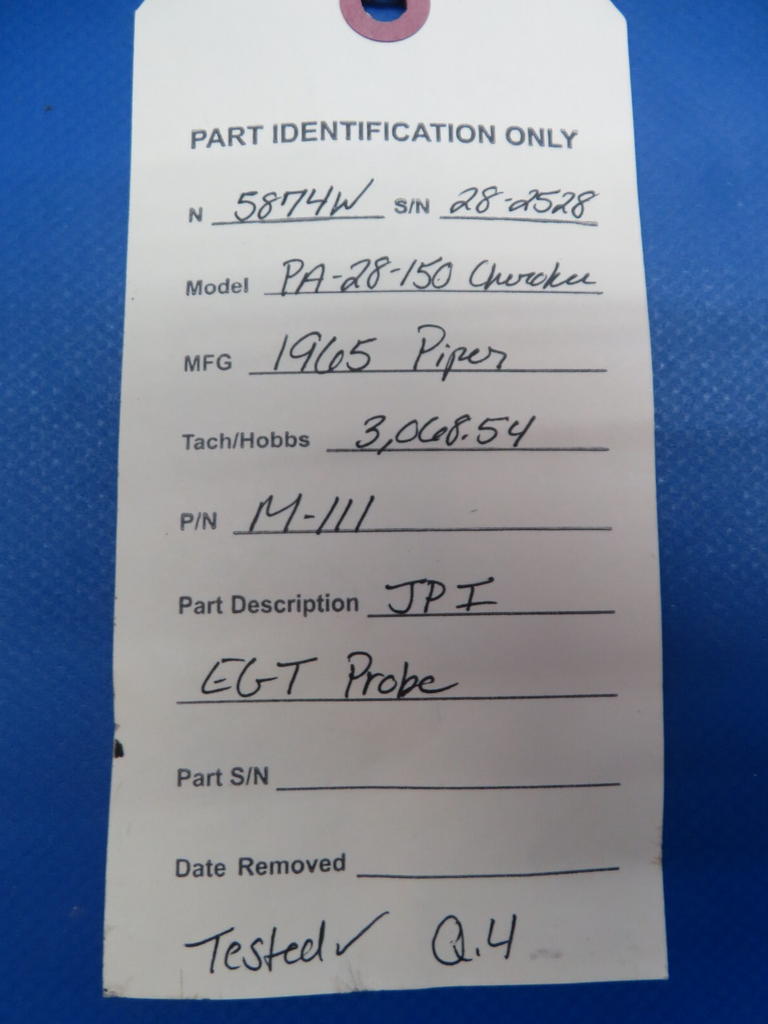 PART IDENTIFICATION ONLY
N 5874W S/N 28-2528
Model PA-28-150 Cherokee
MFG 1965 Piper
Tach/Hobbs 3,068.54
P/N M-111
Part Description JPI
EGT Probe
Part S/N
Date Removed
Tested✓ Q.4